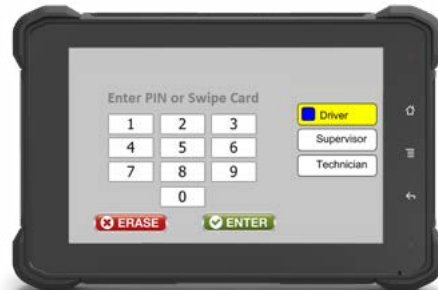 Enter PIN or Swipe Card
1 2 3
4 5 6
7 8 9
0
ERASE ENTER
Driver
Supervisor
Technician